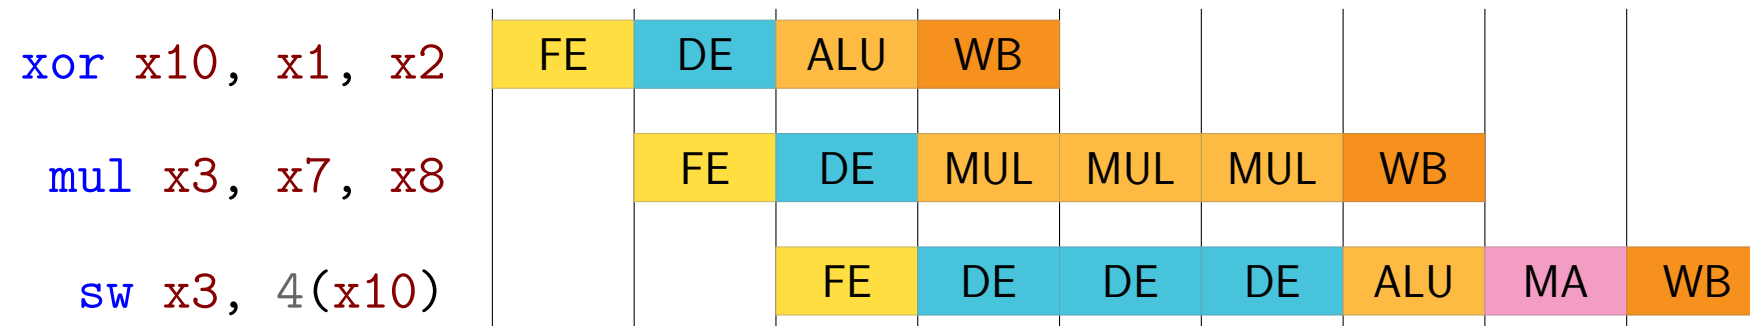 xor x10, x1, x2 FE DE ALU WB
mul x3, x7, x8 FE DE MUL MUL MUL WB
sw x3, 4(x10) FE DE DE DE ALU MA WB